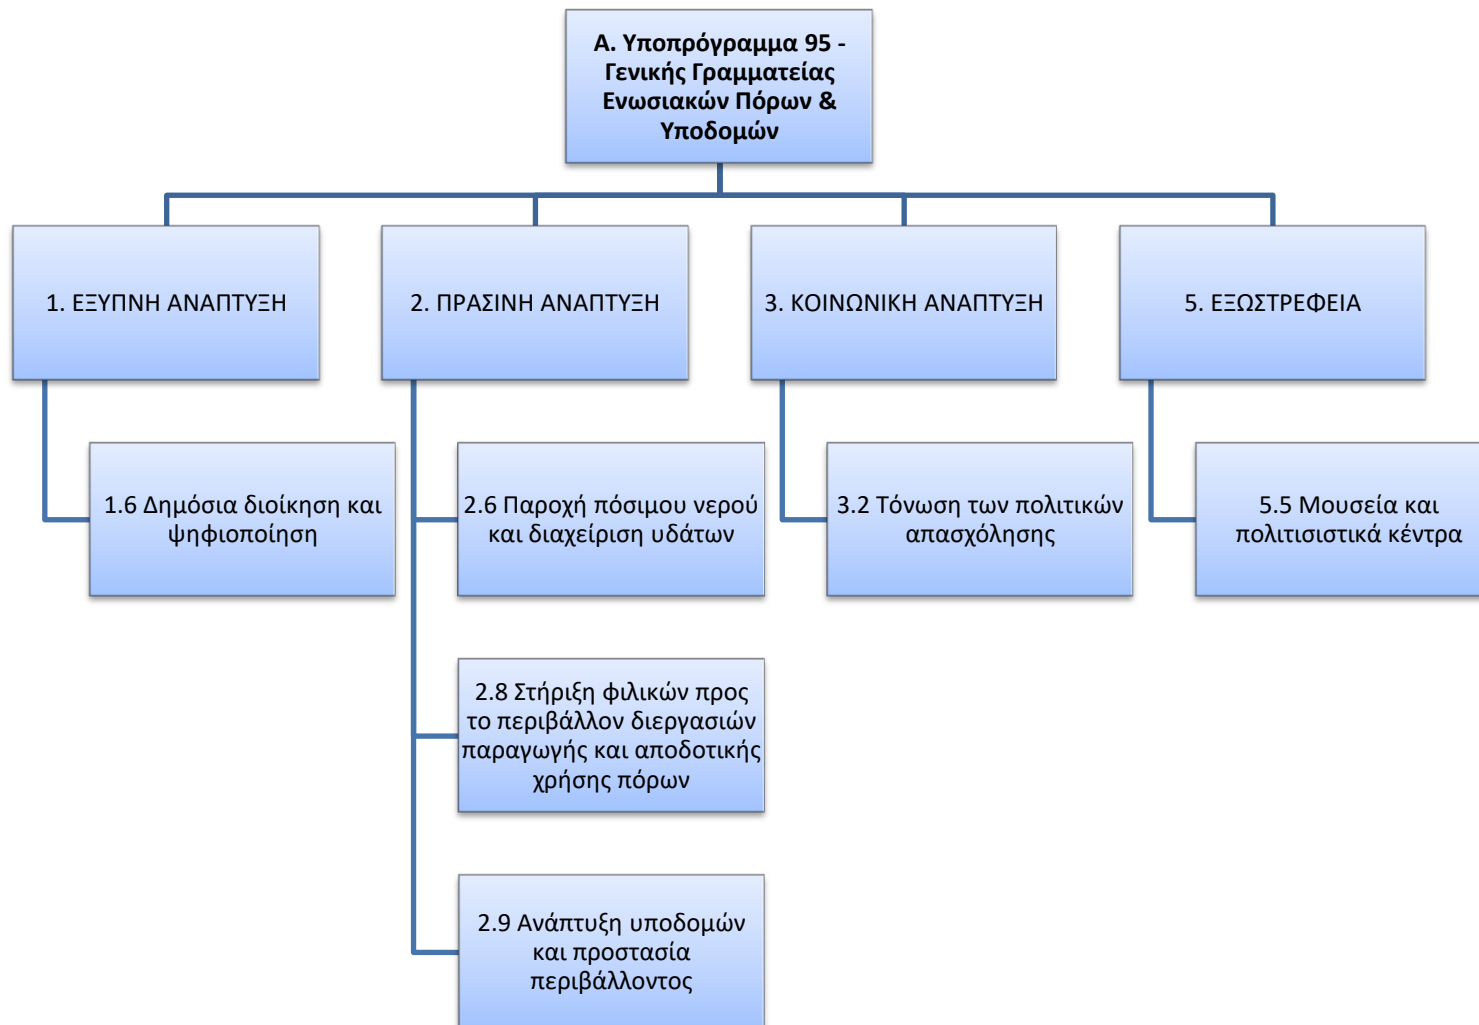 Α. Υποπρόγραμμα 95 -
Γενικής Γραμματείας
Ενωσιακών Πόρων &
Υποδομών
1. ΕΞΥΠΝΗ ΑΝΑΠΤΥΞΗ
2. ΠΡΑΣΙΝΗ ΑΝΑΠΤΥΞΗ
3. ΚΟΙΝΩΝΙΚΗ ΑΝΑΠΤΥΞΗ
5. ΕΞΩΣΤΡΕΦΕΙΑ
1.6 Δημόσια διοίκηση και
ψηφιοποίηση
2.6 Παροχή πόσιμου νερού
και διαχείριση υδάτων
3.2 Τόνωση των πολιτικών
απασχόλησης
5.5 Μουσεία και
πολιτισιστικά κέντρα
2.8 Στήριξη φιλικών προς
το περιβάλλον διεργασιών
παραγωγής και αποδοτικής
χρήσης πόρων
2.9 Ανάπτυξη υποδομών
και προστασία
περιβάλλοντος